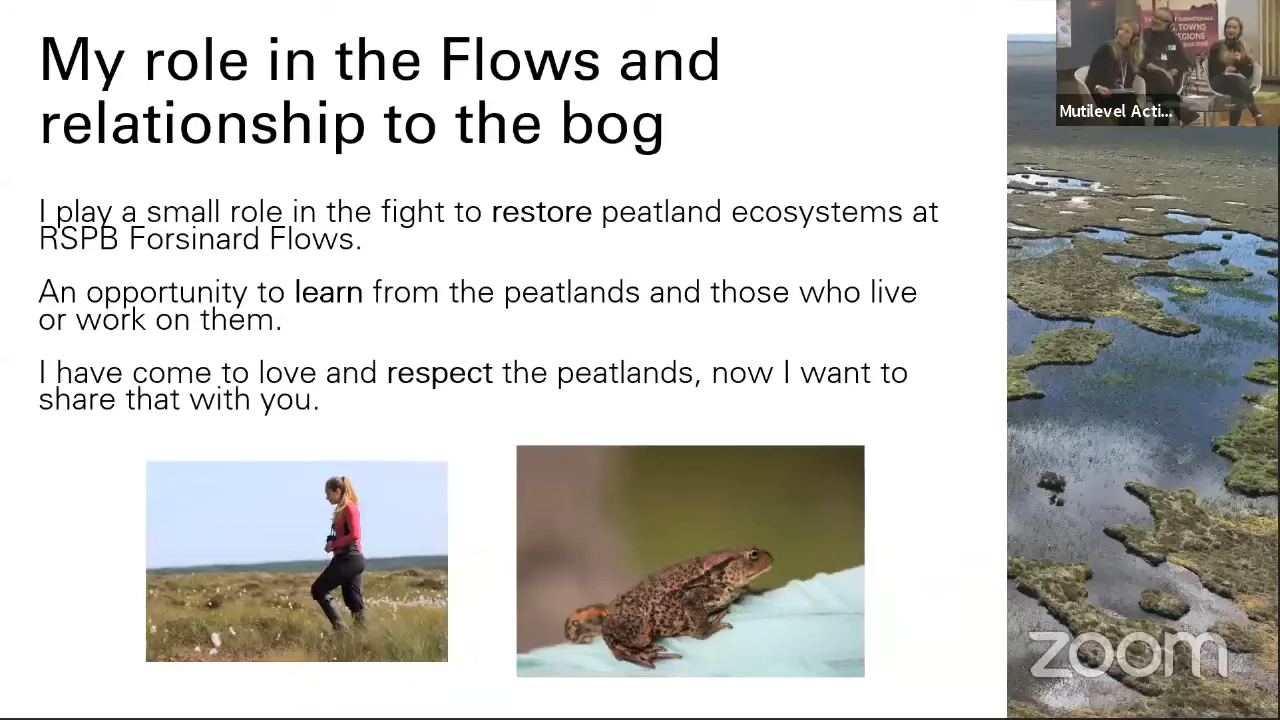 My role in the Flows and
relationship to the bog
I play a small role in the fight to restore peatland ecosystems at
RSPB Forsinard Flows.
An opportunity to learn from the peatlands and those who live
or work on them.
I have come to love and respect the peatlands, now I want to
share that with you.
TOWNS
Mutilevel Acti...
zoom